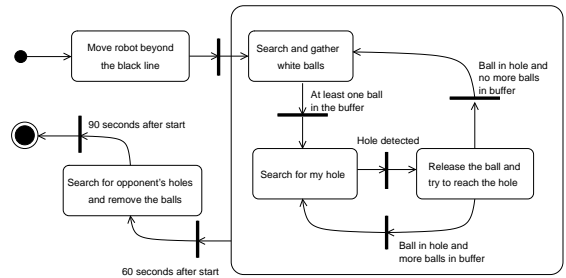 Move robot beyond
the black line
Search and gather
white balls
Ball in hole and
no more balls
in buffer
At least one ball
in the buffer
90 seconds after start
Hole detected
Search for opponent's holes
and remove the balls
Search for my hole
Release the ball and
try to reach the hole
Ball in hole and
more balls in buffer
60 seconds after start